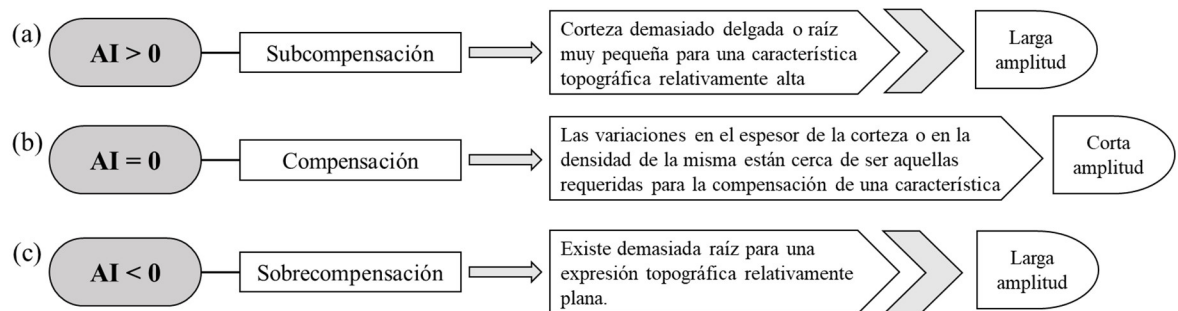 (a)
AI > 0
Subcompensación
Corteza demasiado delgada o raíz
muy pequeña para una característica
topográfica relativamente alta
Larga
amplitud
(b)
AI = 0
Compensación
Las variaciones en el espesor de la corteza o en la
densidad de la misma están cerca de ser aquellas
requeridas para la compensación de una característica
Corta
amplitud
(c)
AI < 0
Sobrecompensación
Existe demasiada raíz para una
expresión topográfica relativamente
plana.
Larga
amplitud